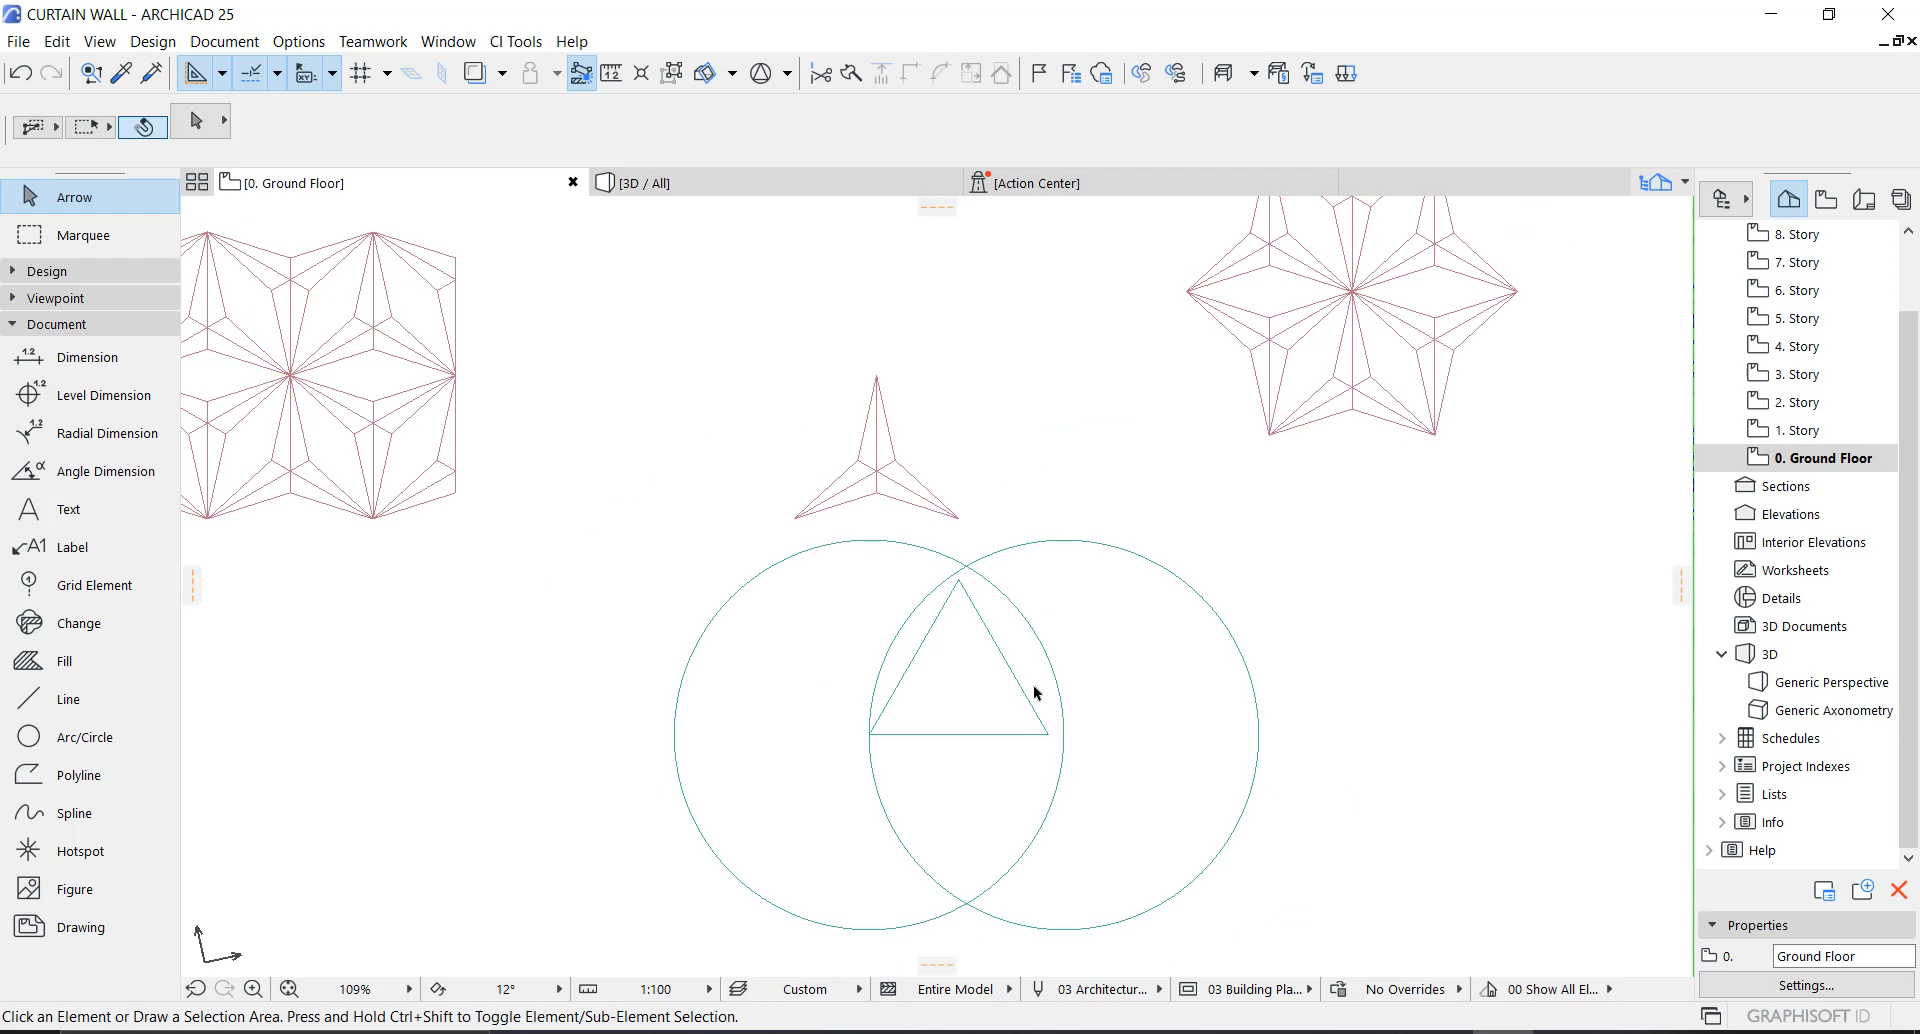 CURTAIN WALL - ARCHICAD 25
File Edit View Design Document Options Teamwork Window CI Tools Help
[0. Ground Floor]
[3D / All]
[Action Center]
Arrow
Marquee
Design
Viewpoint
Document
Dimension
Level Dimension
Radial Dimension
Angle Dimension
Text
Label
Grid Element
Change
Fill
Line
Arc/Circle
Polyline
Spline
Hotspot
Figure
Drawing
8. Story
7. Story
6. Story
5. Story
4. Story
3. Story
2. Story
1. Story
0. Ground Floor
Sections
Elevations
Interior Elevations
Worksheets
Details
3D Documents
3D
Generic Perspective
Generic Axonometry
Schedules
Project Indexes
Lists
Info
Help
Properties
0. Ground Floor
Settings...
109% 12° 1:100 Custom Entire Model 03 Architectur... 03 Building Pla... No Overrides 00 Show All El...
Click an Element or Draw a Selection Area. Press and Hold Ctrl+Shift to Toggle Element/Sub-Element Selection.
GRAPHISOFT ID